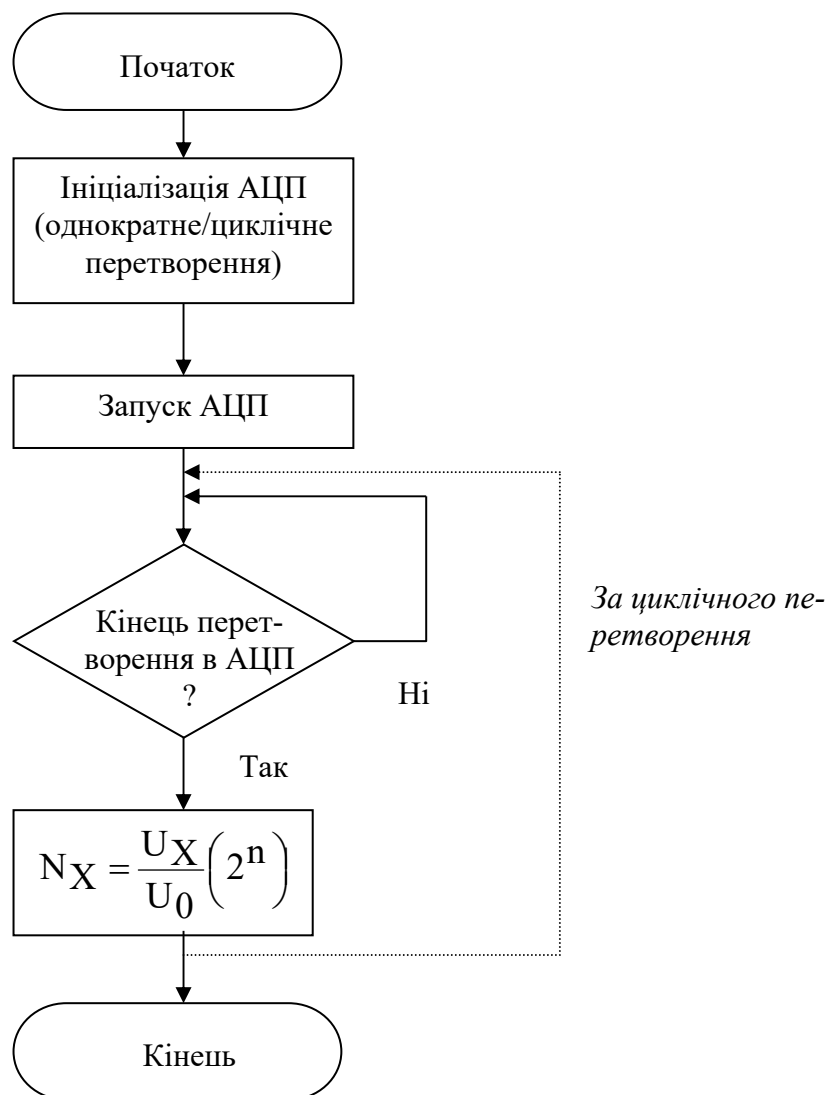 Початок
Ініціалізація АЦП
(однократне/циклічне
перетворення)
Запуск АЦП
Кінець перет-
ворення в АЦП
?
Ні
За циклічного пе-
ретворення
Так
N_X = \frac{U_X}{U_0}(2^n)
Кінець